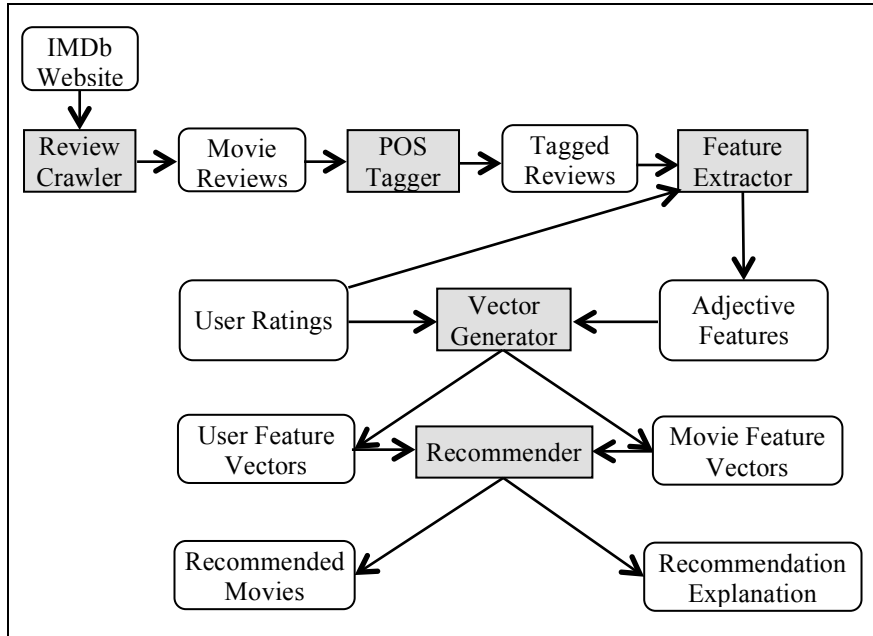 IMDb
Website
Review
Crawler
Movie
Reviews
POS
Tagger
Tagged
Reviews
Feature
Extractor
User Ratings
Vector
Generator
Adjective
Features
User Feature
Vectors
Recommender
Movie Feature
Vectors
Recommended
Movies
Recommendation
Explanation